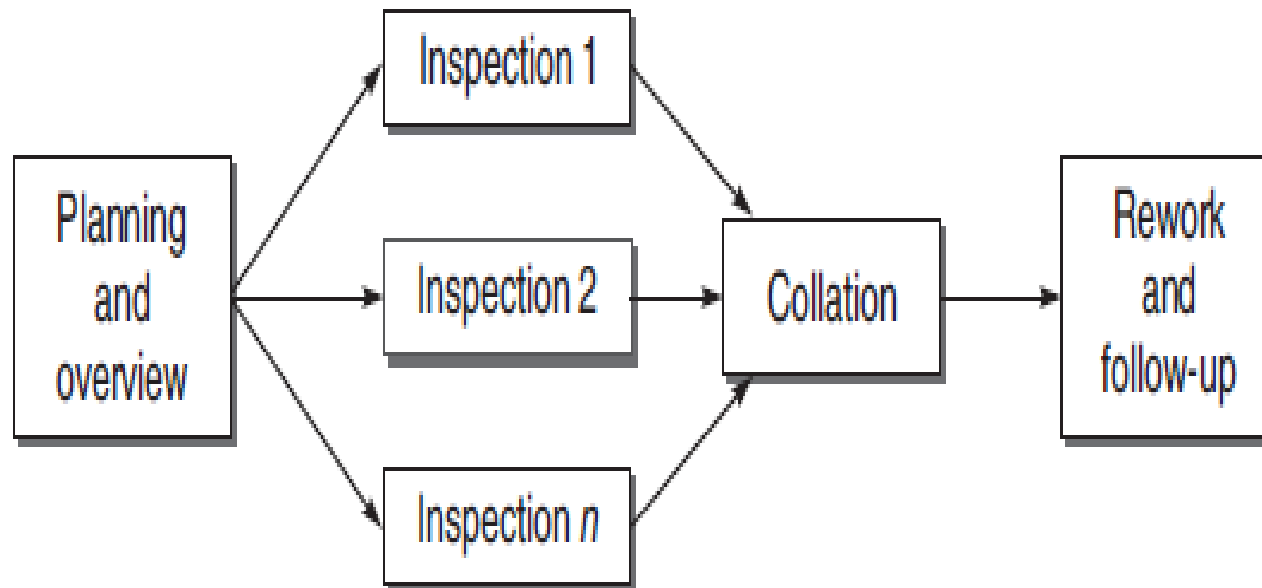 Planning
and
overview
Inspection 1
Inspection 2
Inspection n
Collation
Rework
and
follow-up